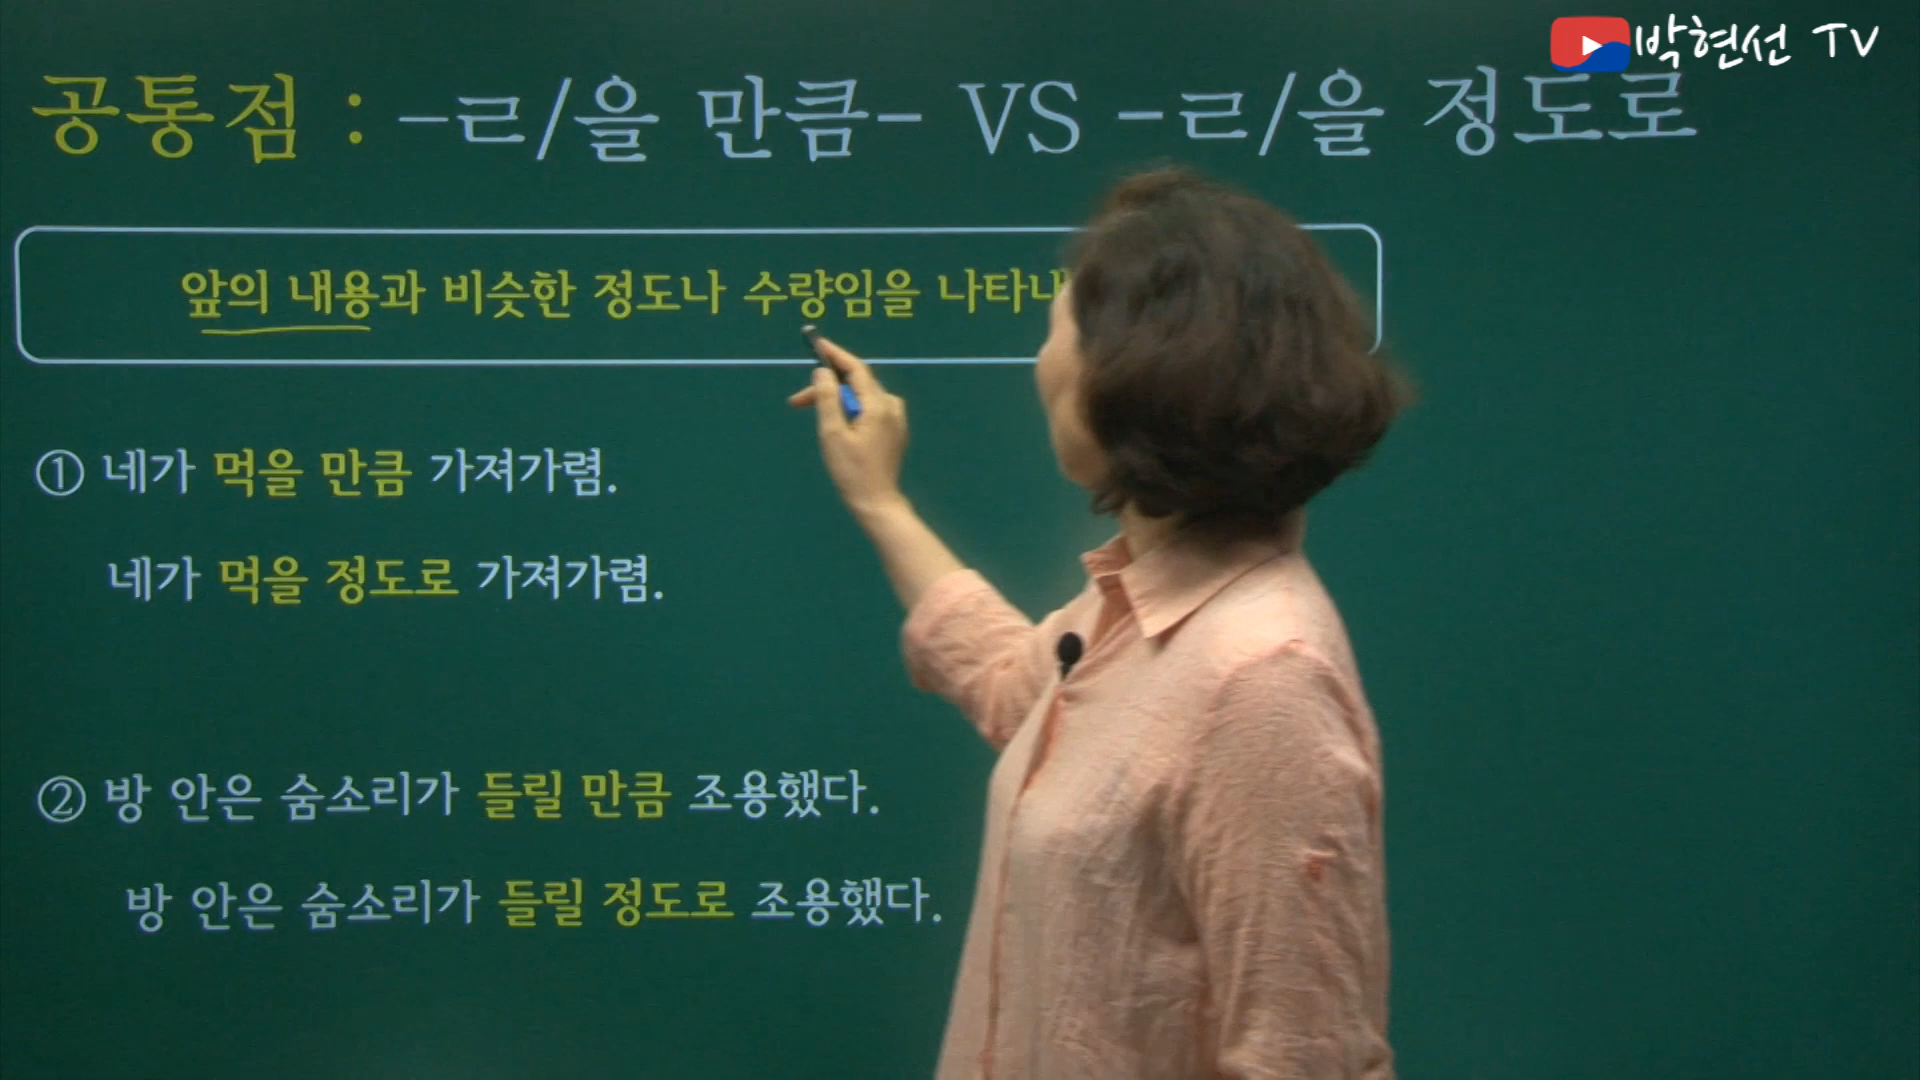 박현선 TV
공통점 : -ㄹ/을 만큼- VS -ㄹ/을 정도로
앞의 내용과 비슷한 정도나 수량임을
① 네가 먹을 만큼 가져가렴.
네가 먹을 정도로 가져가렴.
② 방 안은 숨소리가 들릴 만큼 조용했다.
방 안은 숨소리가 들릴 정도로 조용했다.